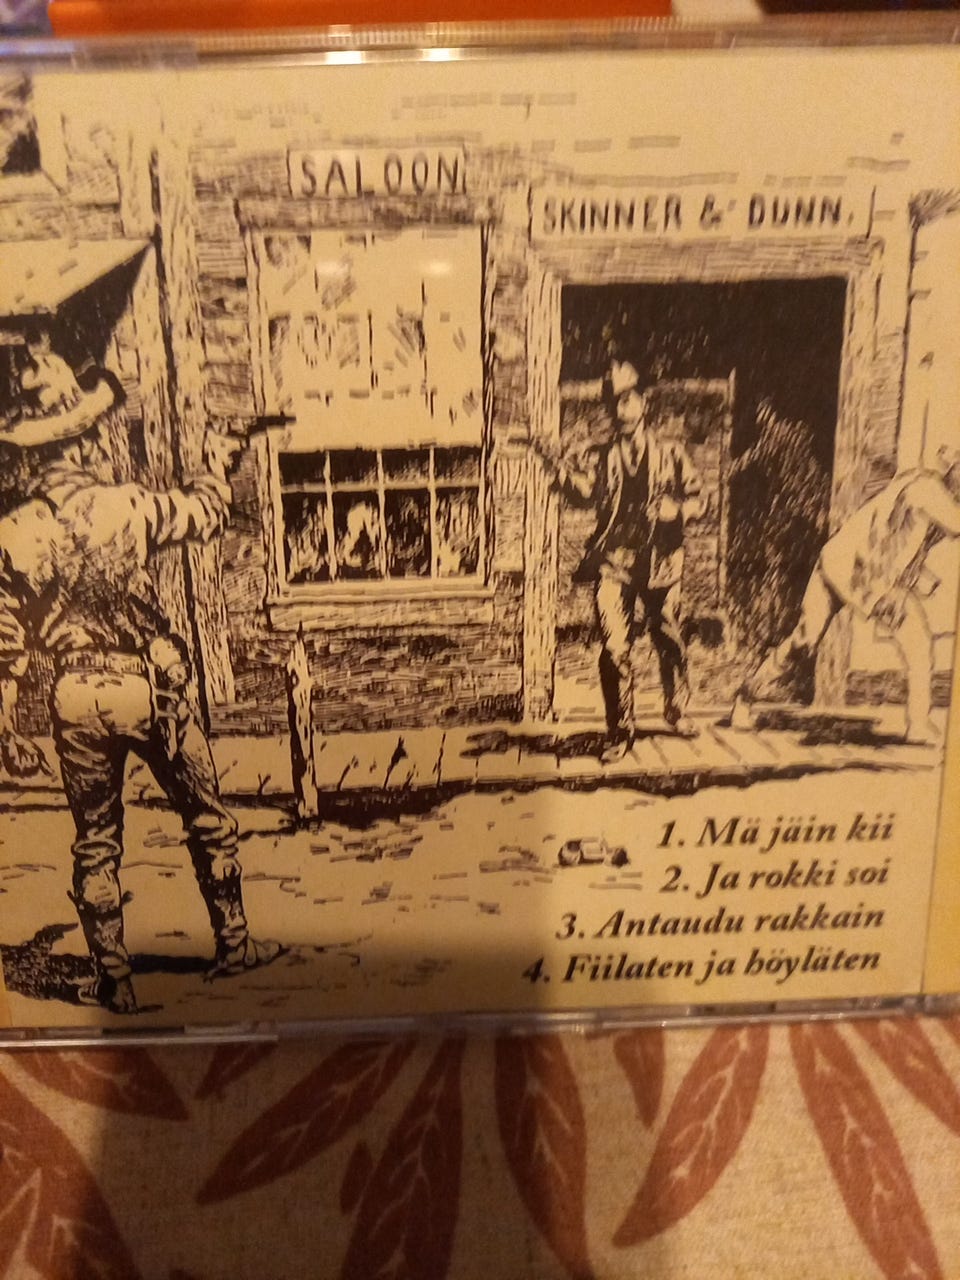 SALOON
SKINNER & DUNN.
1. Mä jäin kii
2. Ja rokki soi
3. Antaudu rakkain
4. Fiilaten ja höyläten